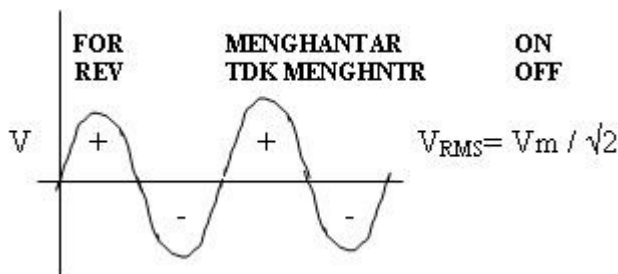 FOR MENGHANTAR ON
REV TDK MENGHNTR OFF
V + + V_RMS= Vm / √2
- -